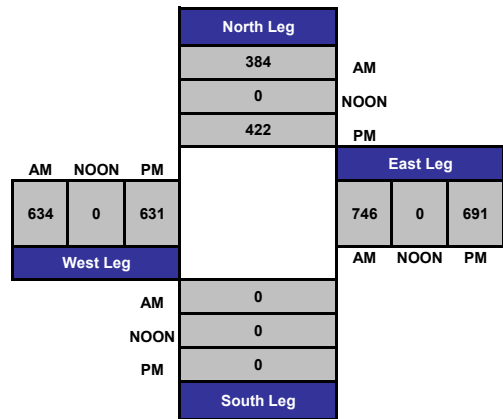 North Leg
384 AM
0 NOON
422 PM
East Leg
AM NOON PM
634 0 631
746 0 691
West Leg
AM NOON PM
AM 0
NOON 0
PM 0
South Leg